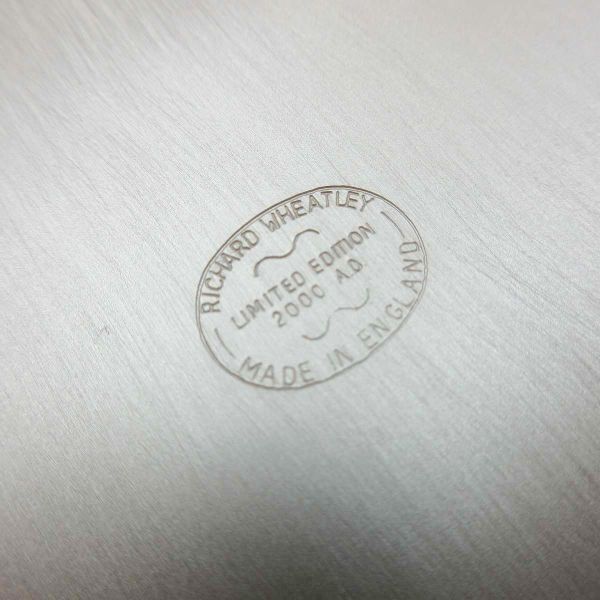 RICHARD WHEATLEY
LIMITED EDITION
2000 A.D.
MADE IN ENGLAND